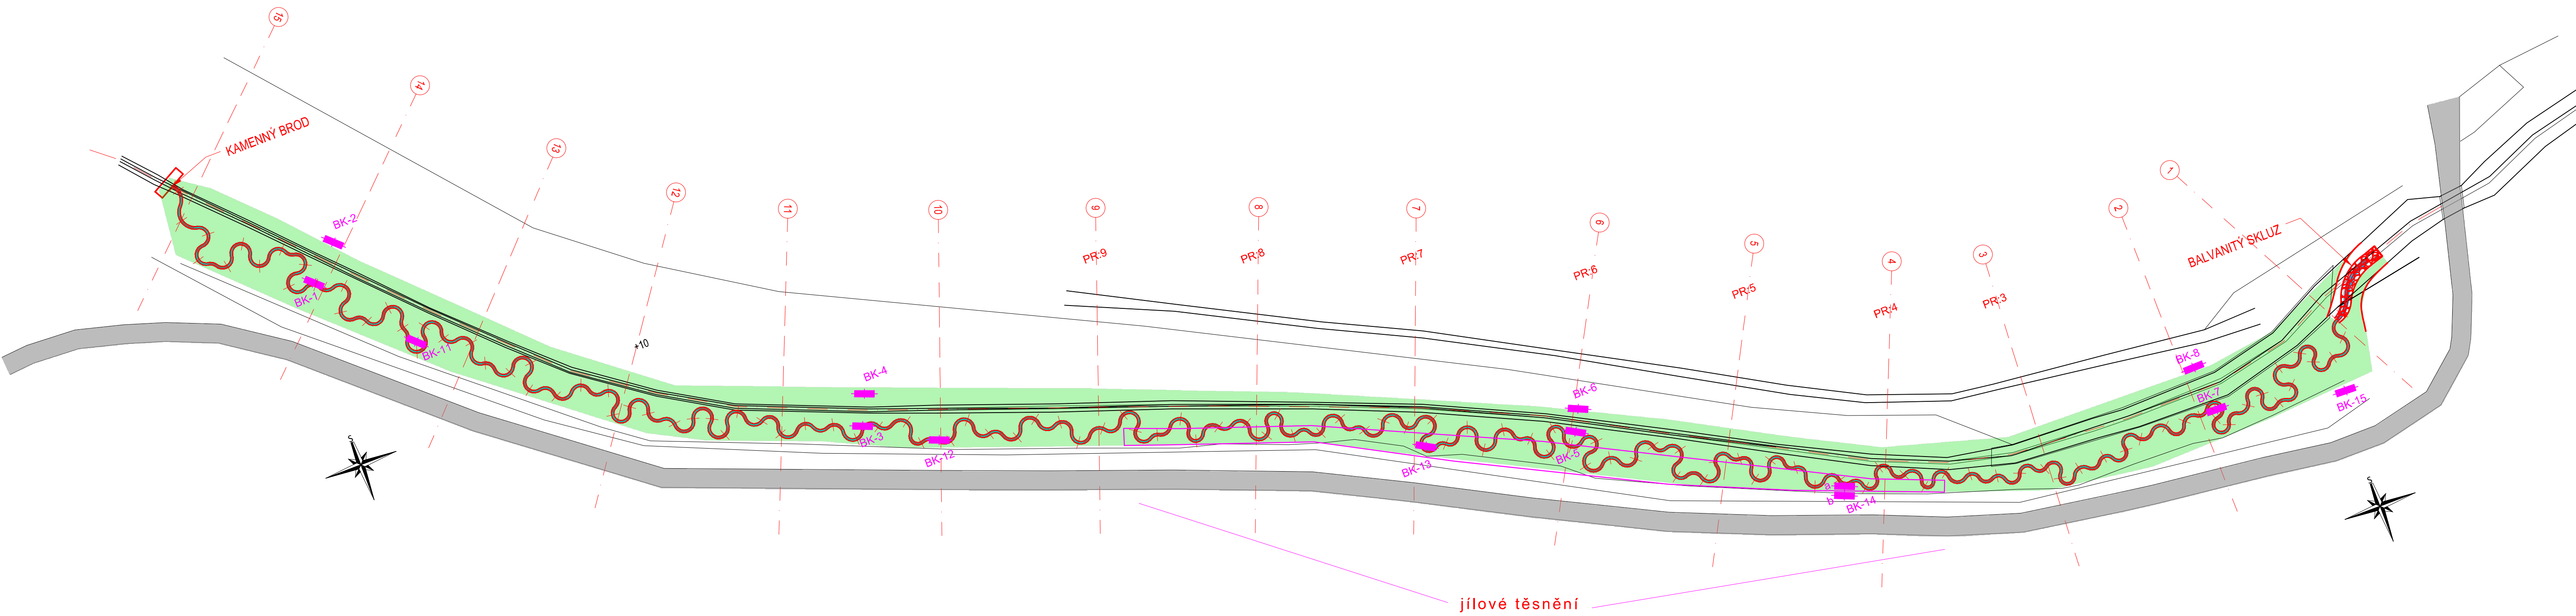 15
14
KAMENNÝ BROD
13
12
11
10
9
8
7
6
5
4
3
2
1
BK-2
BK-1
BK-11
+10
PR:9
PR:8
PR:7
PR:6
PR:5
PR:4
PR:3
BALVANITÝ SKLUZ
BK-4
BK-3
BK-12
BK-6
BK-5
BK-13
BK-8
BK-7
BK-15
a
b
BK-14
S
S
jílové těsnění